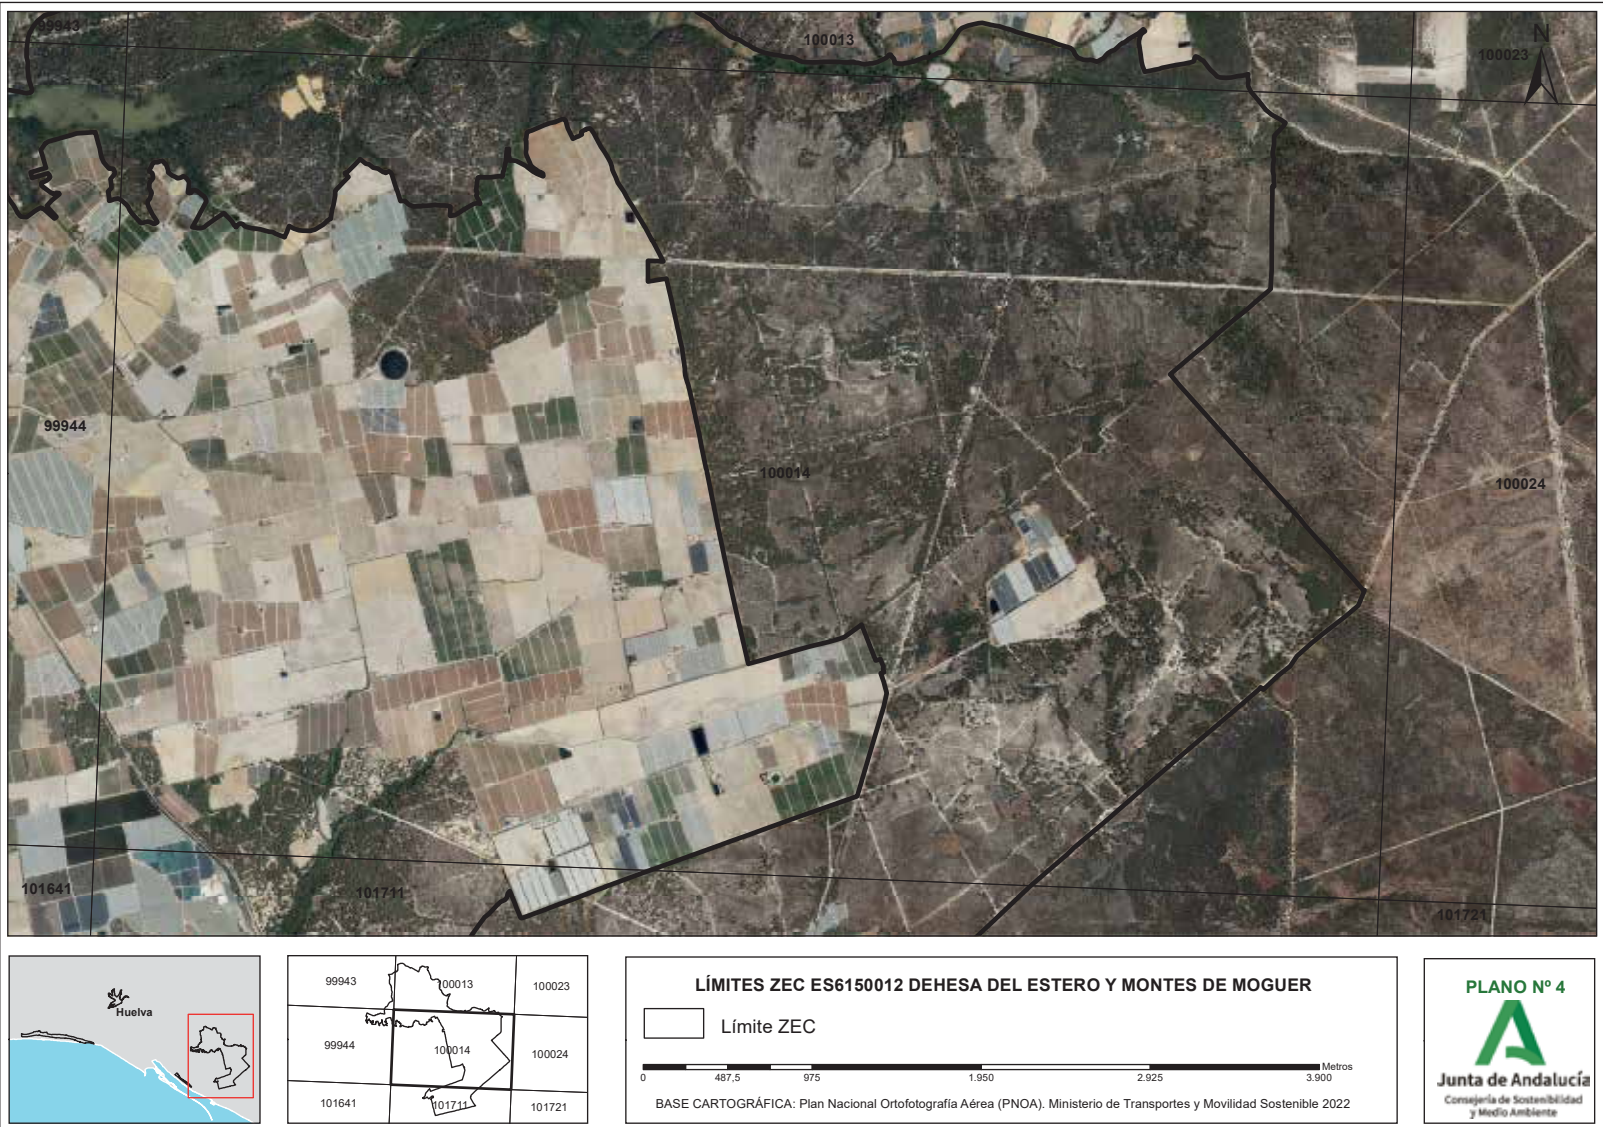 99943
100013
N
100023
99944
100014
100024
101641
101711
101721
Huelva
99943
100013
100023
99944
100014
100024
101641
101711
101721
LÍMITES ZEC ES6150012 DEHESA DEL ESTERO Y MONTES DE MOGUER
Límite ZEC
Metros
0 487,5 975 1.950 2.925 3.900
BASE CARTOGRÁFICA: Plan Nacional Ortofotografía Aérea (PNOA). Ministerio de Transportes y Movilidad Sostenible 2022
PLANO Nº 4
Junta de Andalucía
Consejería de Sostenibilidad
y Medio Ambiente